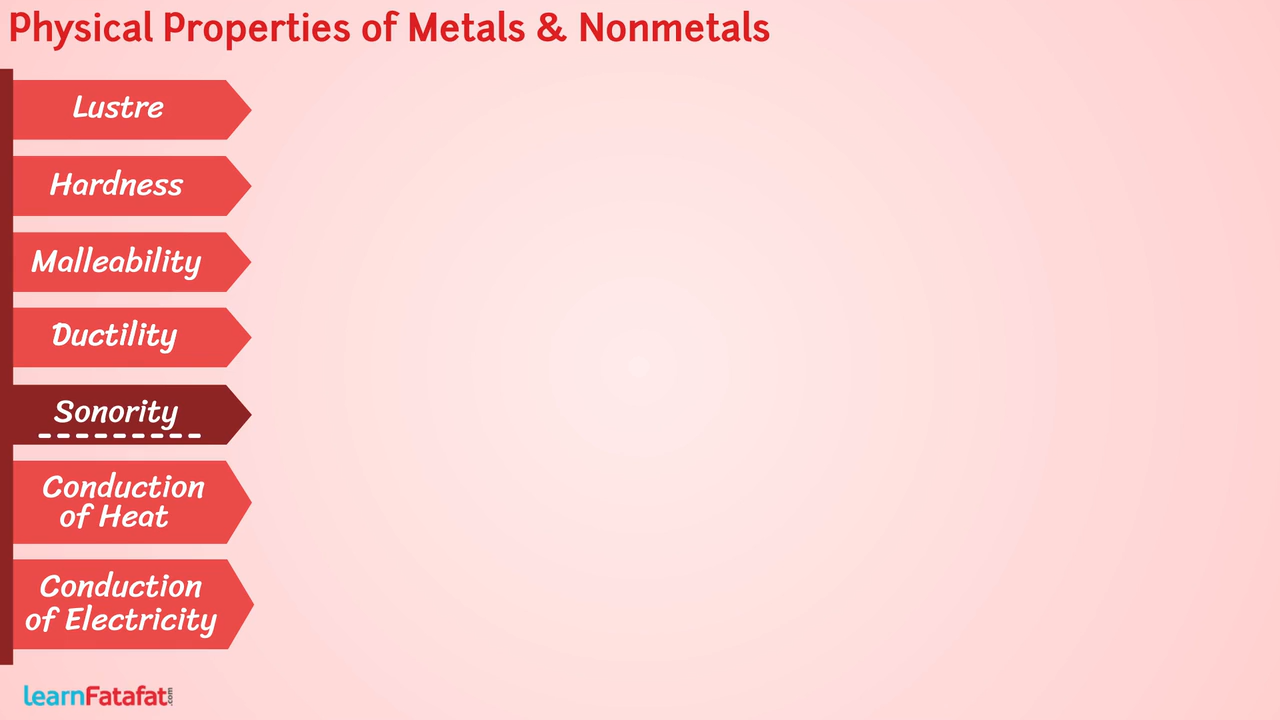 Physical Properties of Metals & Nonmetals
Lustre
Hardness
Malleability
Ductility
Sonority
Conduction
of Heat
Conduction
of Electricity
learnFatafat.com